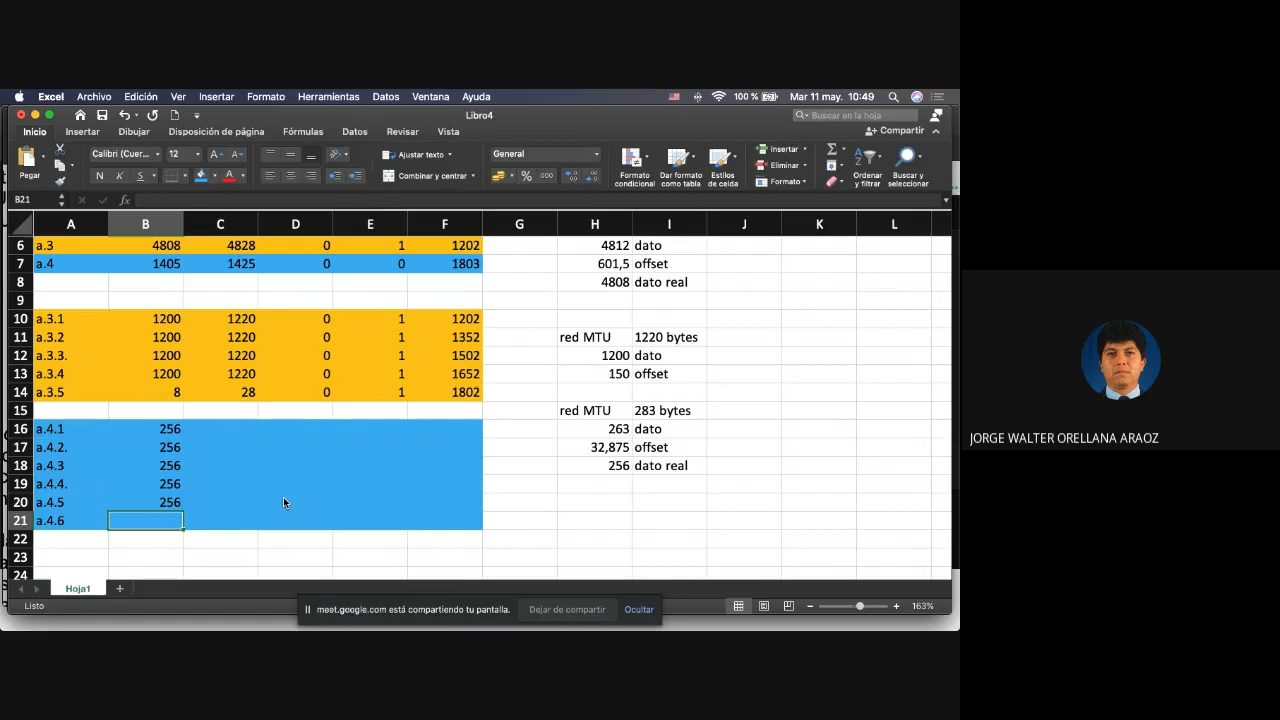 Excel Archivo Edición Ver Insertar Formato Herramientas Datos Ventana Ayuda 100 % Mar 11 may. 10:49
Libro4 Buscar en la hoja
Inicio Insertar Dibujar Disposición de página Fórmulas Datos Revisar Vista Compartir
Calibri (Cuer... 12 A A Ajustar texto General Insertar
Pegar N K S A Combinar y centrar % 000 Formato condicional Dar formato como tabla Estilos de celda Eliminar Formato Ordenar y filtrar Buscar y seleccionar
B21 fx
A B C D E F G H I J K L
6 a.3 4808 4828 0 1 1202 4812 dato
7 a.4 1405 1425 0 0 1803 601,5 offset
8 4808 dato real
9
10 a.3.1 1200 1220 0 1 1202
11 a.3.2 1200 1220 0 1 1352 red MTU 1220 bytes
12 a.3.3. 1200 1220 0 1 1502 1200 dato
13 a.3.4 1200 1220 0 1 1652 150 offset
14 a.3.5 8 28 0 1 1802
15 red MTU 283 bytes
16 a.4.1 256 263 dato
17 a.4.2. 256 32,875 offset
18 a.4.3 256 256 dato real
19 a.4.4. 256
20 a.4.5 256
21 a.4.6
22
23
24
Hoja1 +
Listo 163%
meet.google.com está compartiendo tu pantalla. Dejar de compartir Ocultar
JORGE WALTER ORELLANA ARAOZ